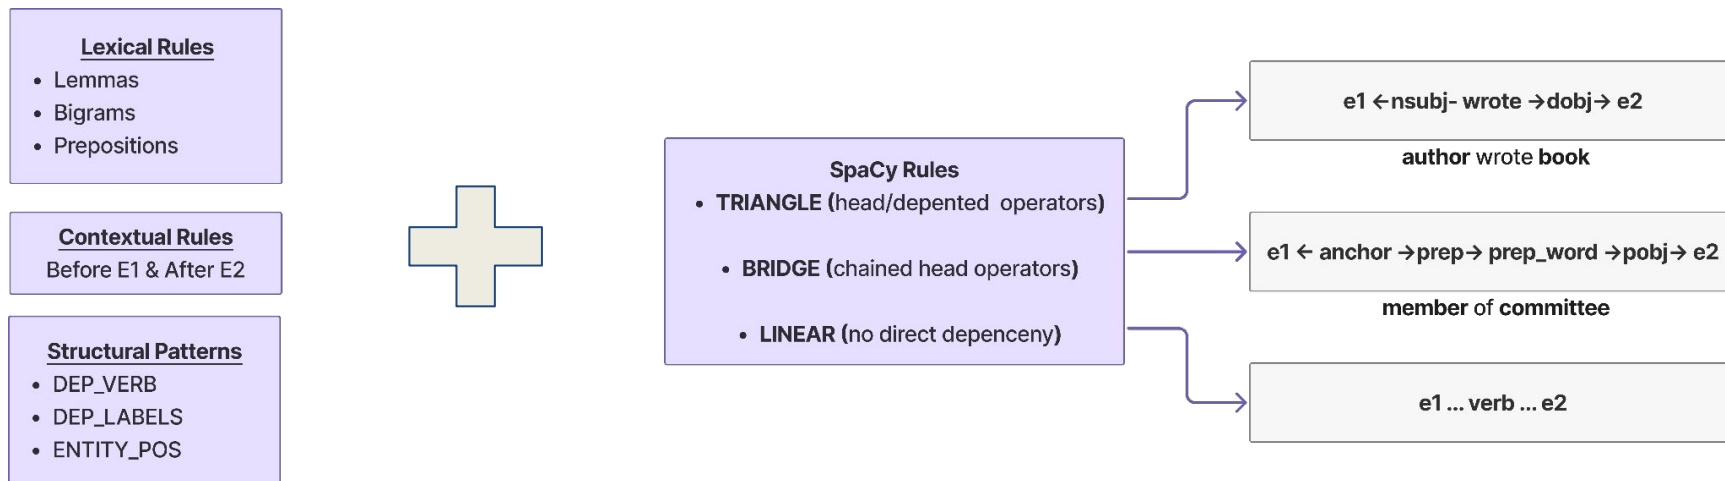 Lexical Rules
• Lemmas
• Bigrams
• Prepositions
Contextual Rules
Before E1 & After E2
Structural Patterns
• DEP_VERB
• DEP_LABELS
• ENTITY_POS
SpaCy Rules
• TRIANGLE (head/depented operators)
• BRIDGE (chained head operators)
• LINEAR (no direct depenceny)
e1 ←nsubj- wrote →dobj→ e2
author wrote book
e1 ← anchor →prep→ prep_word →pobj→ e2
member of committee
e1 ... verb ... e2